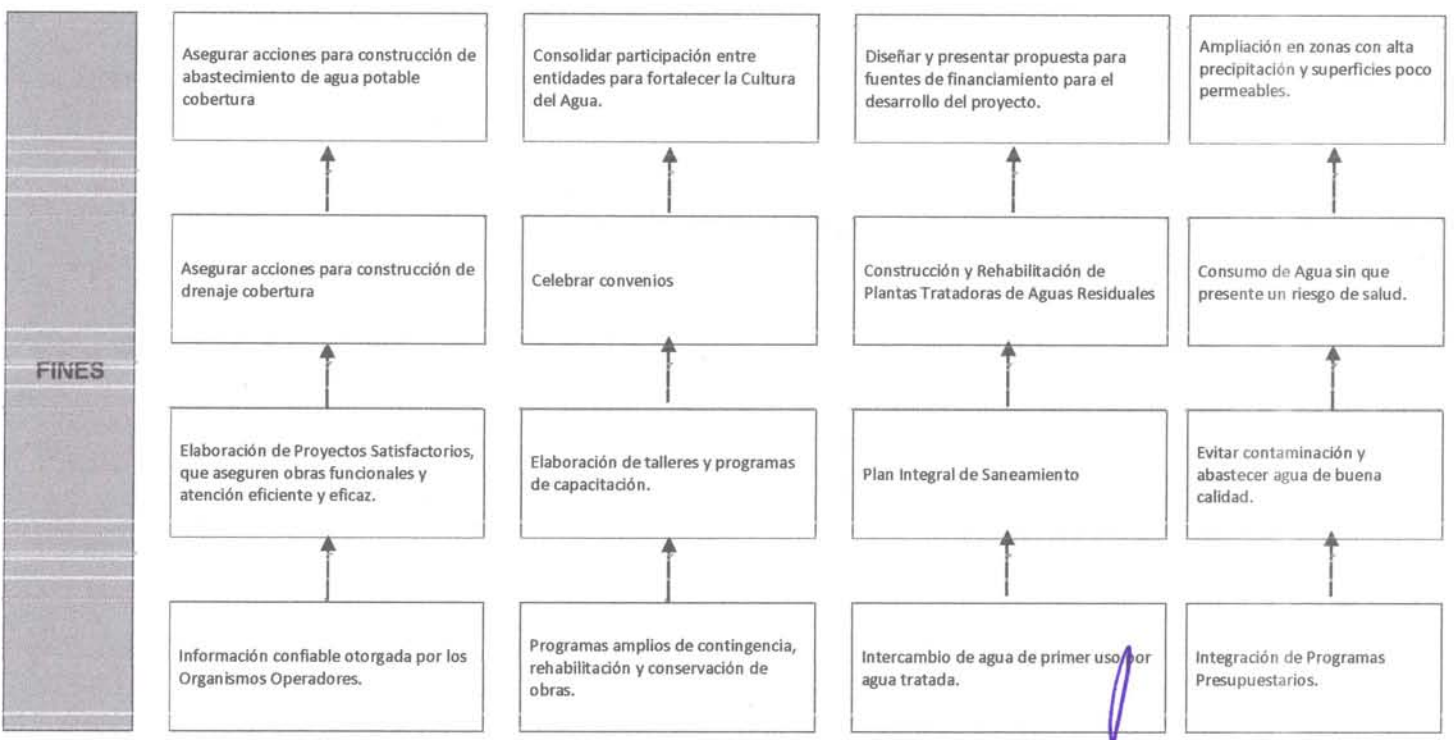 FINES
Asegurar acciones para construcción de
abastecimiento de agua potable
cobertura
Consolidar participación entre
entidades para fortalecer la Cultura
del Agua.
Diseñar y presentar propuesta para
fuentes de financiamiento para el
desarrollo del proyecto.
Ampliación en zonas con alta
precipitación y superficies poco
permeables.
Asegurar acciones para construcción de
drenaje cobertura
Celebrar convenios
Construcción y Rehabilitación de
Plantas Tratadoras de Aguas Residuales
Consumo de Agua sin que
presente un riesgo de salud.
Elaboración de Proyectos Satisfactorios,
que aseguren obras funcionales y
atención eficiente y eficaz.
Elaboración de talleres y programas
de capacitación.
Plan Integral de Saneamiento
Evitar contaminación y
abastecer agua de buena
calidad.
Información confiable otorgada por los
Organismos Operadores.
Programas amplios de contingencia,
rehabilitación y conservación de
obras.
Intercambio de agua de primer uso por
agua tratada.
Integración de Programas
Presupuestarios.